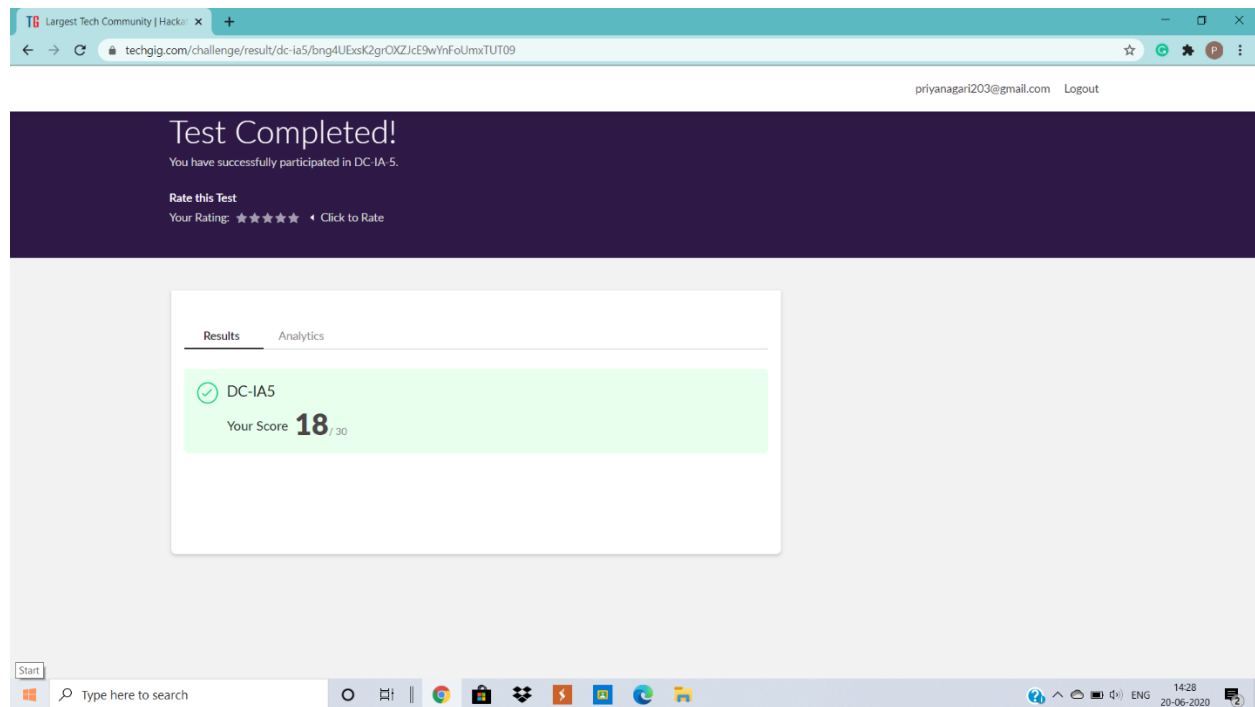 TG Largest Tech Community | Hacka
techgig.com/challenge/result/dc-ia5/bng4UExsK2grOXZJcE9wYnFoUmxTUT09
P
priyanagari203@gmail.com Logout
Test Completed!
You have successfully participated in DC-IA-5.
Rate this Test
Your Rating: Click to Rate
Results Analytics
DC-IA5
Your Score 18 / 30
Start
Type here to search
ENG
14:28
20-06-2020
2